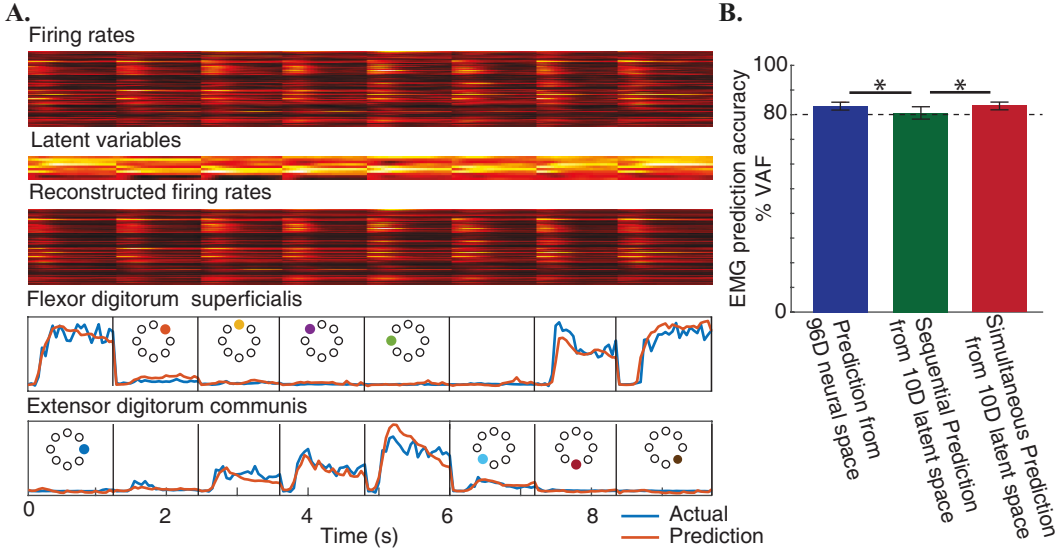 A.
Firing rates
Latent variables
Reconstructed firing rates
Flexor digitorum superficialis
Extensor digitorum communis
0
2
4
6
8
Time (s)
Actual
Prediction
B.
EMG prediction accuracy
% VAF
100
80
0
*
*
Prediction from
96D neural space
Sequential Prediction
from 10D latent space
Simultaneous Prediction
from 10D latent space